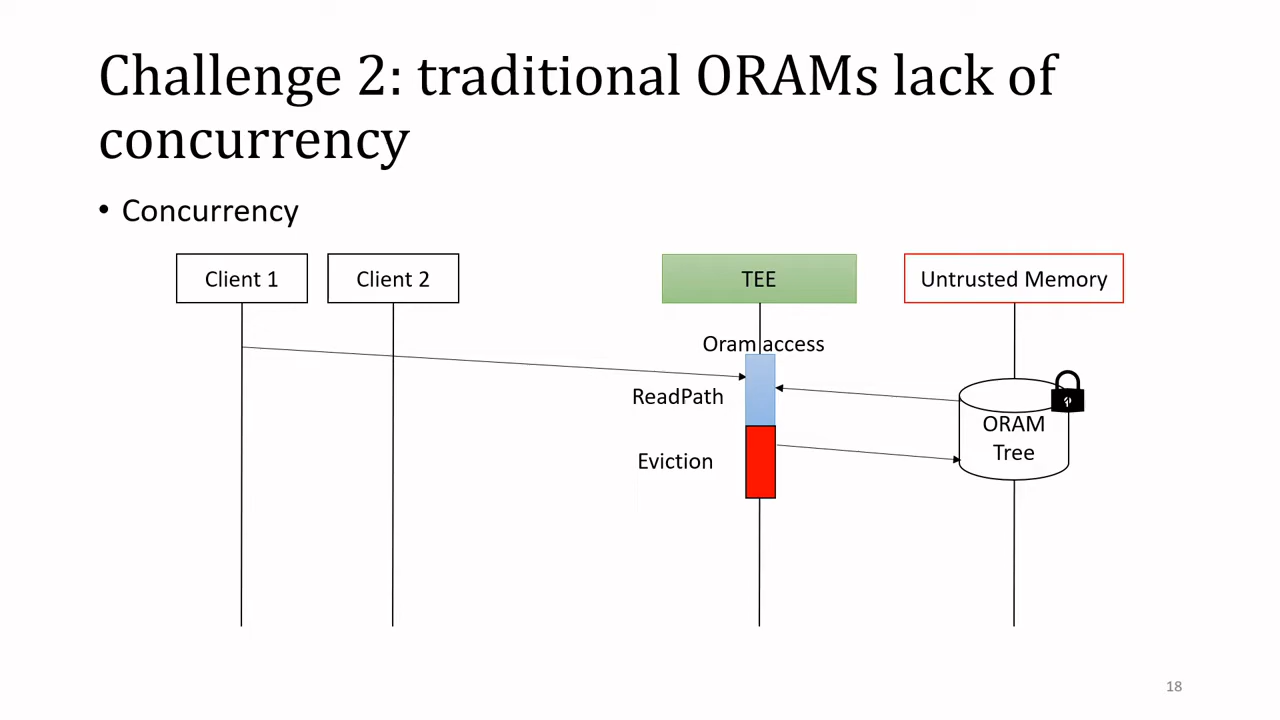 Challenge 2: traditional ORAMs lack of
concurrency
• Concurrency
Client 1
Client 2
TEE
Untrusted Memory
Oram access
ReadPath
ORAM
Tree
Eviction
18